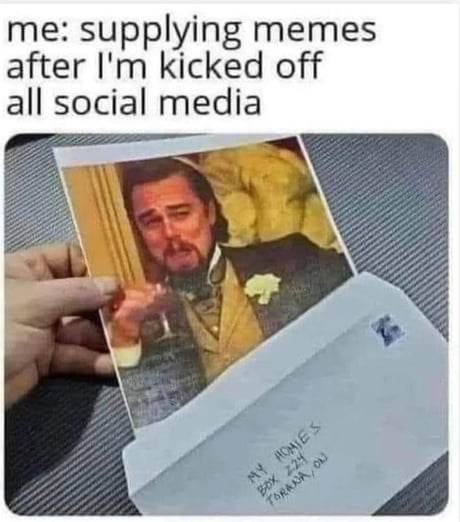 me: supplying memes
after I'm kicked off
all social media
MY HOMIES
BOX 224